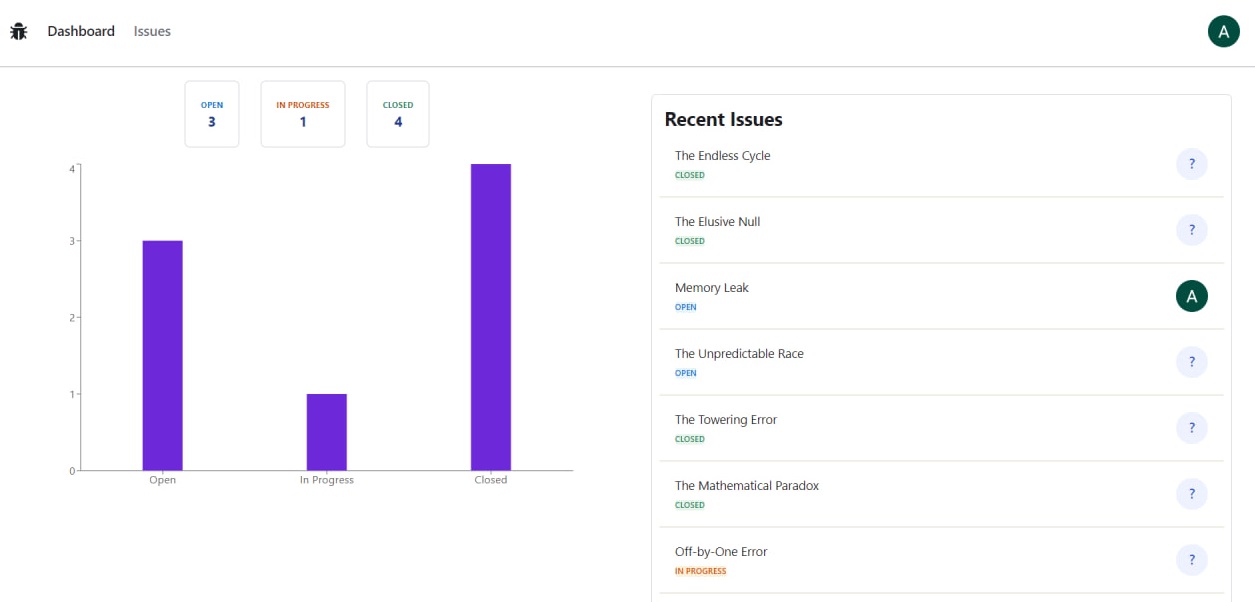 Dashboard Issues A
OPEN IN PROGRESS CLOSED
3 1 4
4
3
2
1
0
Open In Progress Closed
Recent Issues
The Endless Cycle ?
CLOSED
The Elusive Null ?
CLOSED
Memory Leak A
OPEN
The Unpredictable Race ?
OPEN
The Towering Error ?
CLOSED
The Mathematical Paradox ?
CLOSED
Off-by-One Error ?
IN PROGRESS